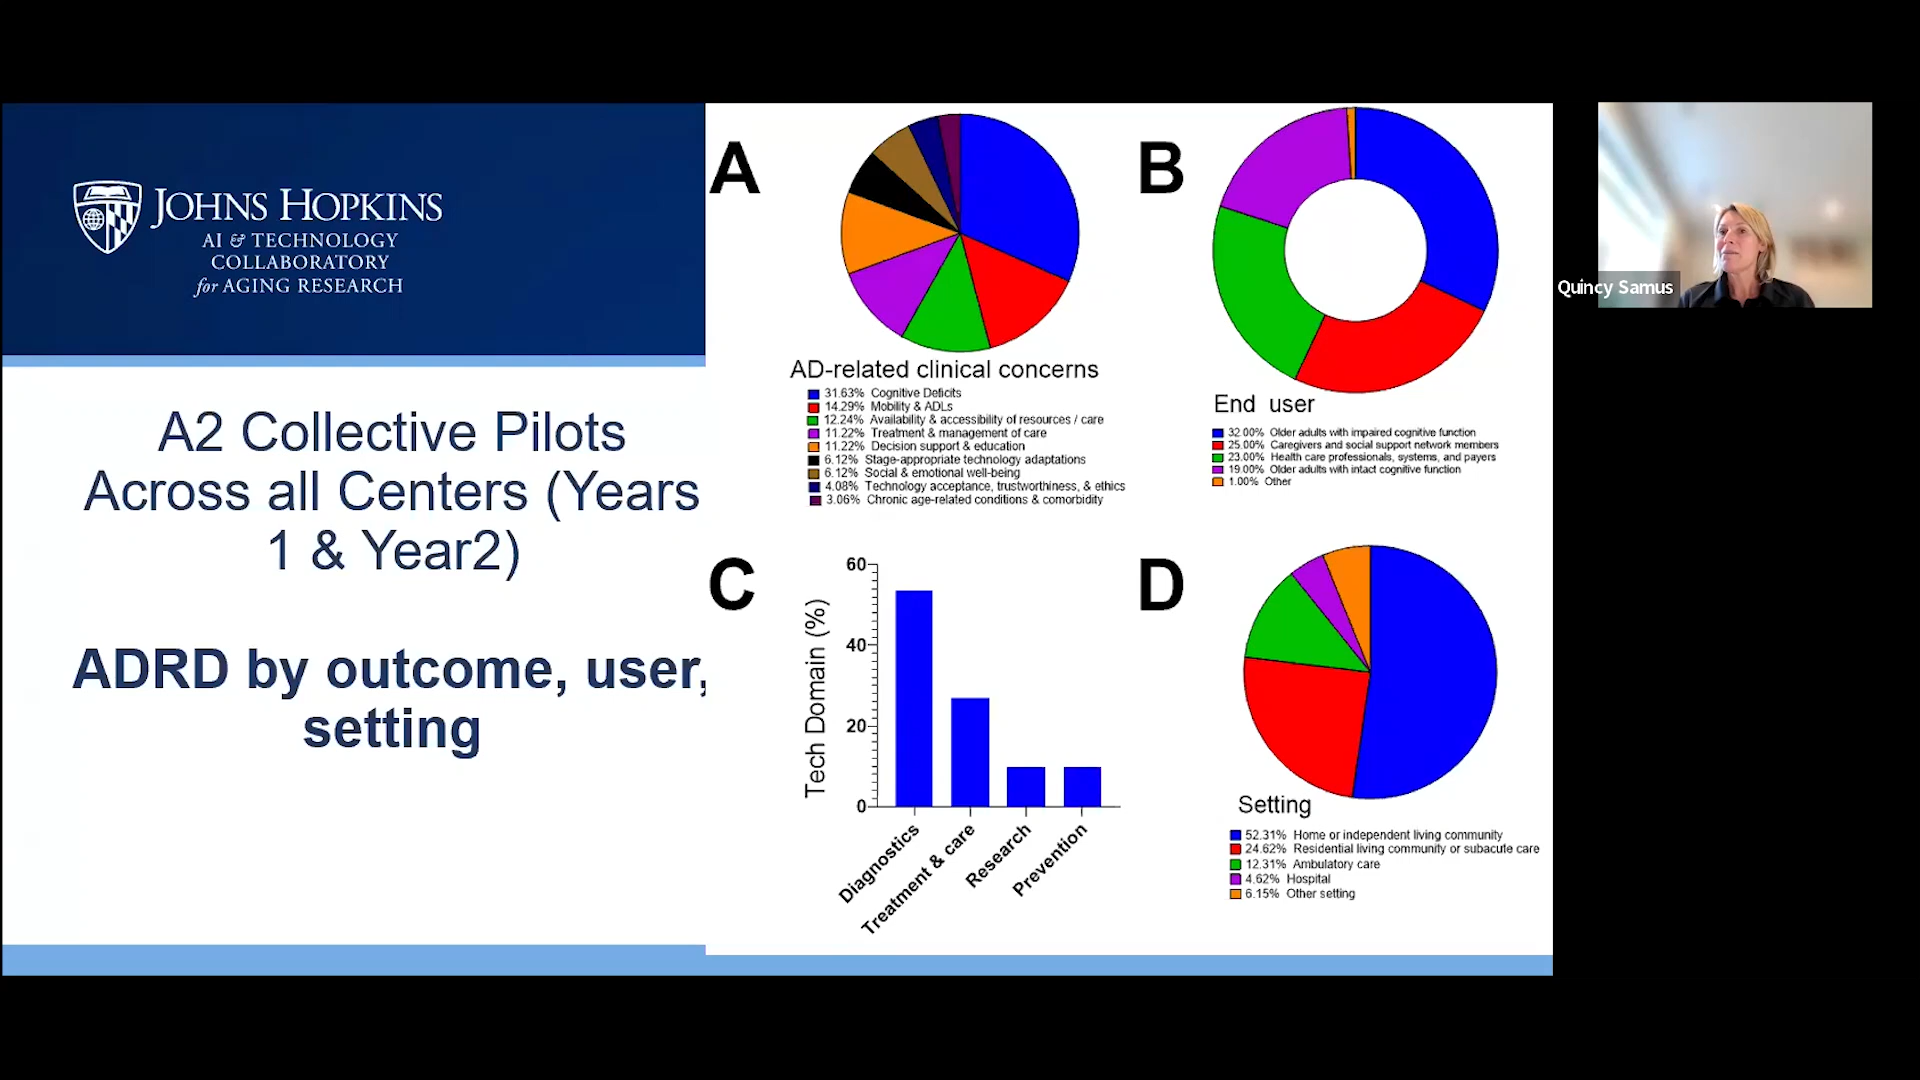 JOHNS HOPKINS
AI & TECHNOLOGY
COLLABORATORY
for AGING RESEARCH
A2 Collective Pilots
Across all Centers (Years
1 & Year2)
ADRD by outcome, user,
setting
A
AD-related clinical concerns
31.63% Cognitive Deficits
14.29% Mobility & ADLs
12.24% Availability & accessibility of resources / care
11.22% Treatment & management of care
11.22% Decision support & education
6.12% Stage-appropriate technology adaptations
6.12% Social & emotional well-being
4.08% Technology acceptance, trustworthiness, & ethics
3.06% Chronic age-related conditions & comorbidity
B
End user
32.00% Older adults with impaired cognitive function
25.00% Caregivers and social support network members
23.00% Health care professionals, systems, and payers
19.00% Older adults with intact cognitive function
1.00% Other
C
Tech Domain (%)
60
40
20
0
Diagnostics
Treatment & care
Research
Prevention
D
Setting
52.31% Home or independent living community
24.62% Residential living community or subacute care
12.31% Ambulatory care
4.62% Hospital
6.15% Other setting
Quincy Samus